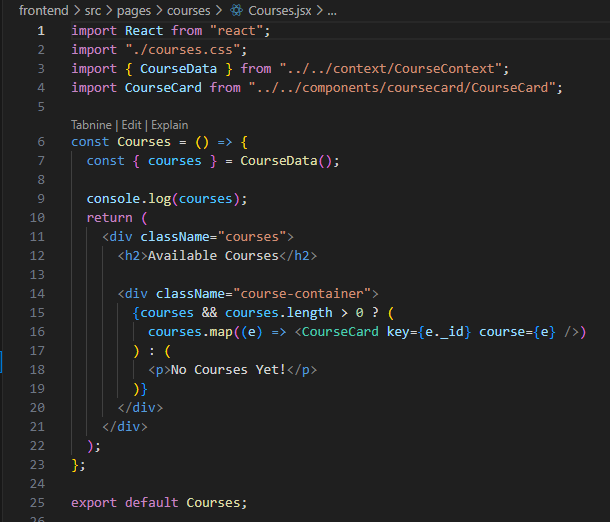 frontend > src > pages > courses > Courses.jsx > ...
1 import React from "react";
2 import "./courses.css";
3 import { CourseData } from "../../context/CourseContext";
4 import CourseCard from "../../components/coursecard/CourseCard";
5
Tabnine | Edit | Explain
6 const Courses = () => {
7   const { courses } = CourseData();
8
9   console.log(courses);
10   return (
11     <div className="courses">
12       <h2>Available Courses</h2>
13
14       <div className="course-container">
15         {courses && courses.length > 0 ? (
16           courses.map((e) => <CourseCard key={e._id} course={e} />)
17         ) : (
18           <p>No Courses Yet!</p>
19         )}
20       </div>
21     </div>
22   );
23 };
24
25 export default Courses;
26